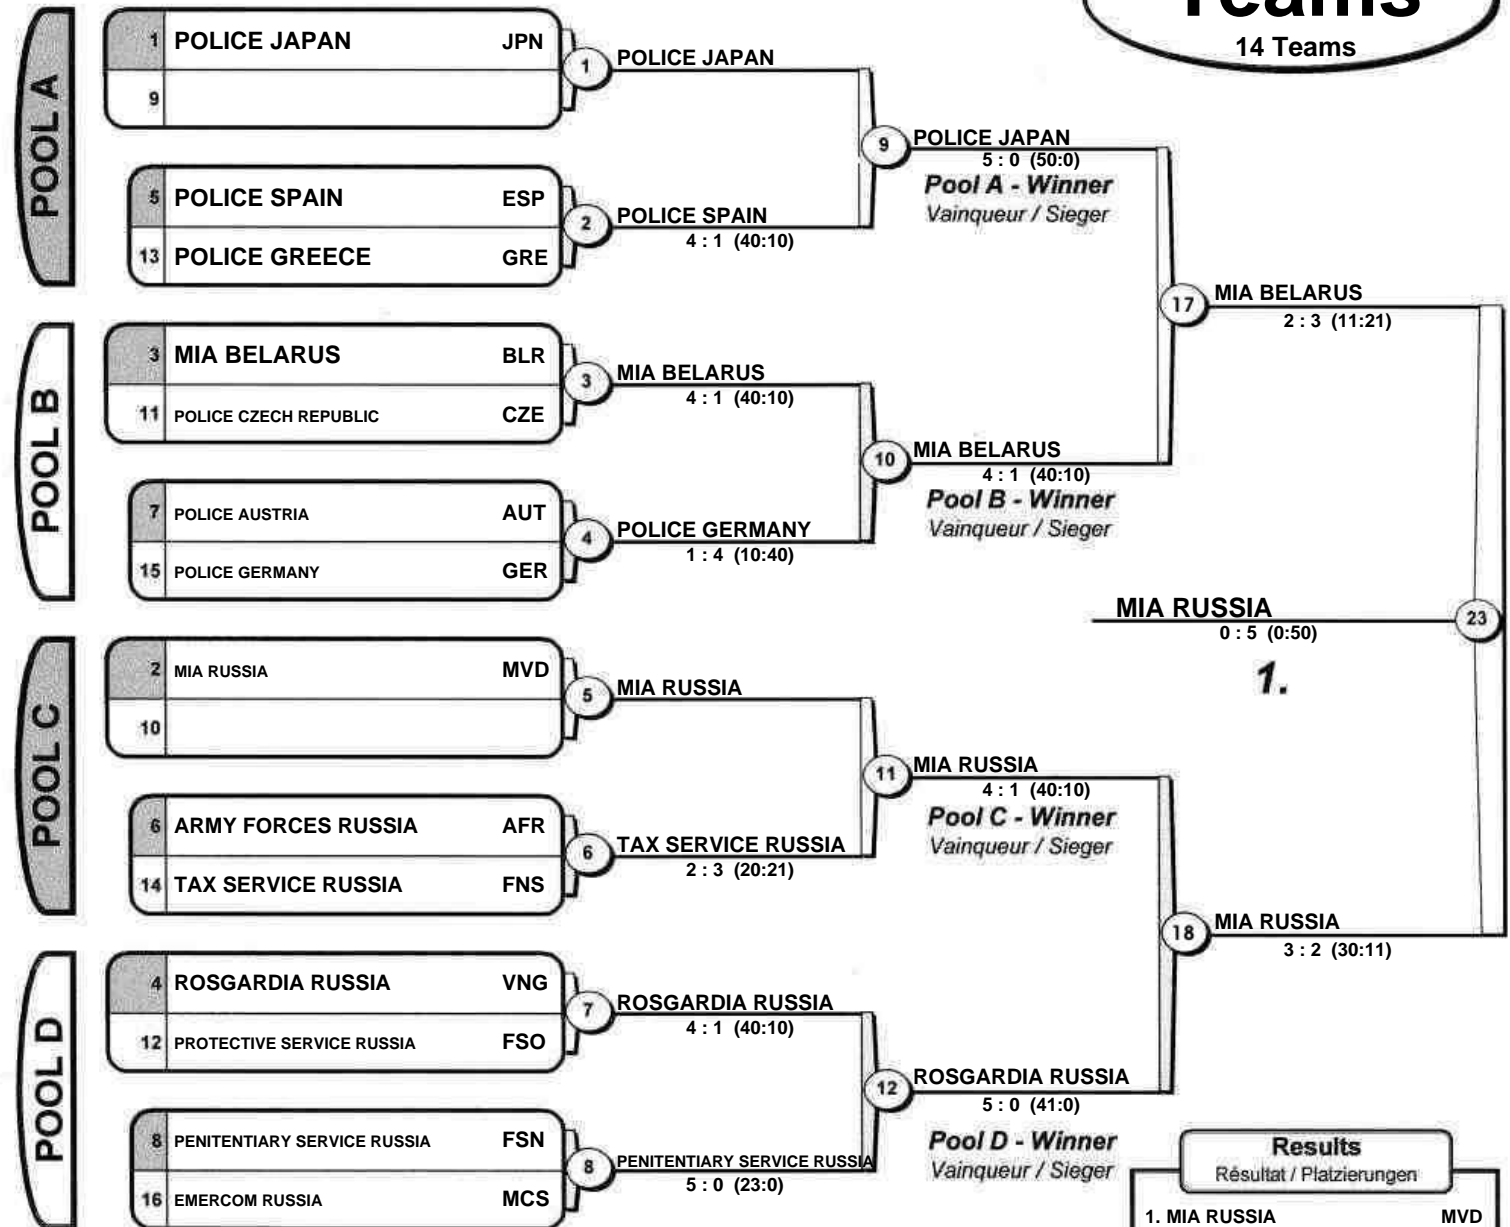 Teams
14 Teams
POOL A
1 POLICE JAPAN JPN
9
5 POLICE SPAIN ESP
13 POLICE GREECE GRE
POOL B
3 MIA BELARUS BLR
11 POLICE CZECH REPUBLIC CZE
7 POLICE AUSTRIA AUT
15 POLICE GERMANY GER
POOL C
2 MIA RUSSIA MVD
10
6 ARMY FORCES RUSSIA AFR
14 TAX SERVICE RUSSIA FNS
POOL D
4 ROSGARDIA RUSSIA VNG
12 PROTECTIVE SERVICE RUSSIA FSO
8 PENITENTIARY SERVICE RUSSIA FSN
16 EMERCOM RUSSIA MCS
1 POLICE JAPAN
2 POLICE SPAIN
4 : 1 (40:10)
3 MIA BELARUS
4 : 1 (40:10)
4 POLICE GERMANY
1 : 4 (10:40)
5 MIA RUSSIA
6 TAX SERVICE RUSSIA
2 : 3 (20:21)
7 ROSGARDIA RUSSIA
4 : 1 (40:10)
8 PENITENTIARY SERVICE RUSSIA
5 : 0 (23:0)
9 POLICE JAPAN
5 : 0 (50:0)
Pool A - Winner
Vainqueur / Sieger
10 MIA BELARUS
4 : 1 (40:10)
Pool B - Winner
Vainqueur / Sieger
11 MIA RUSSIA
4 : 1 (40:10)
Pool C - Winner
Vainqueur / Sieger
12 ROSGARDIA RUSSIA
5 : 0 (41:0)
Pool D - Winner
Vainqueur / Sieger
17 MIA BELARUS
2 : 3 (11:21)
18 MIA RUSSIA
3 : 2 (30:11)
MIA RUSSIA 23
0 : 5 (0:50)
1.
Results
Résultat / Platzierungen
1. MIA RUSSIA MVD